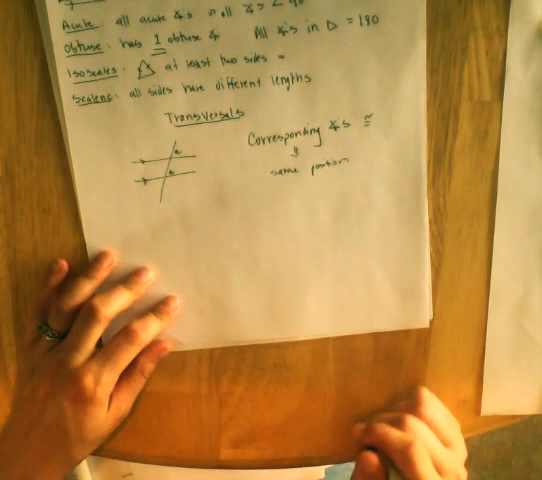 Acute: all acute ∡'s all ∡'s < 90
Obtuse: has 1 obtuse ∡ All ∡'s in △ = 180
Isosceles: △ at least two sides =
Scalene: all sides have different lengths
Transversals
Corresponding ∡'s ≅
⇓
same position
a
a